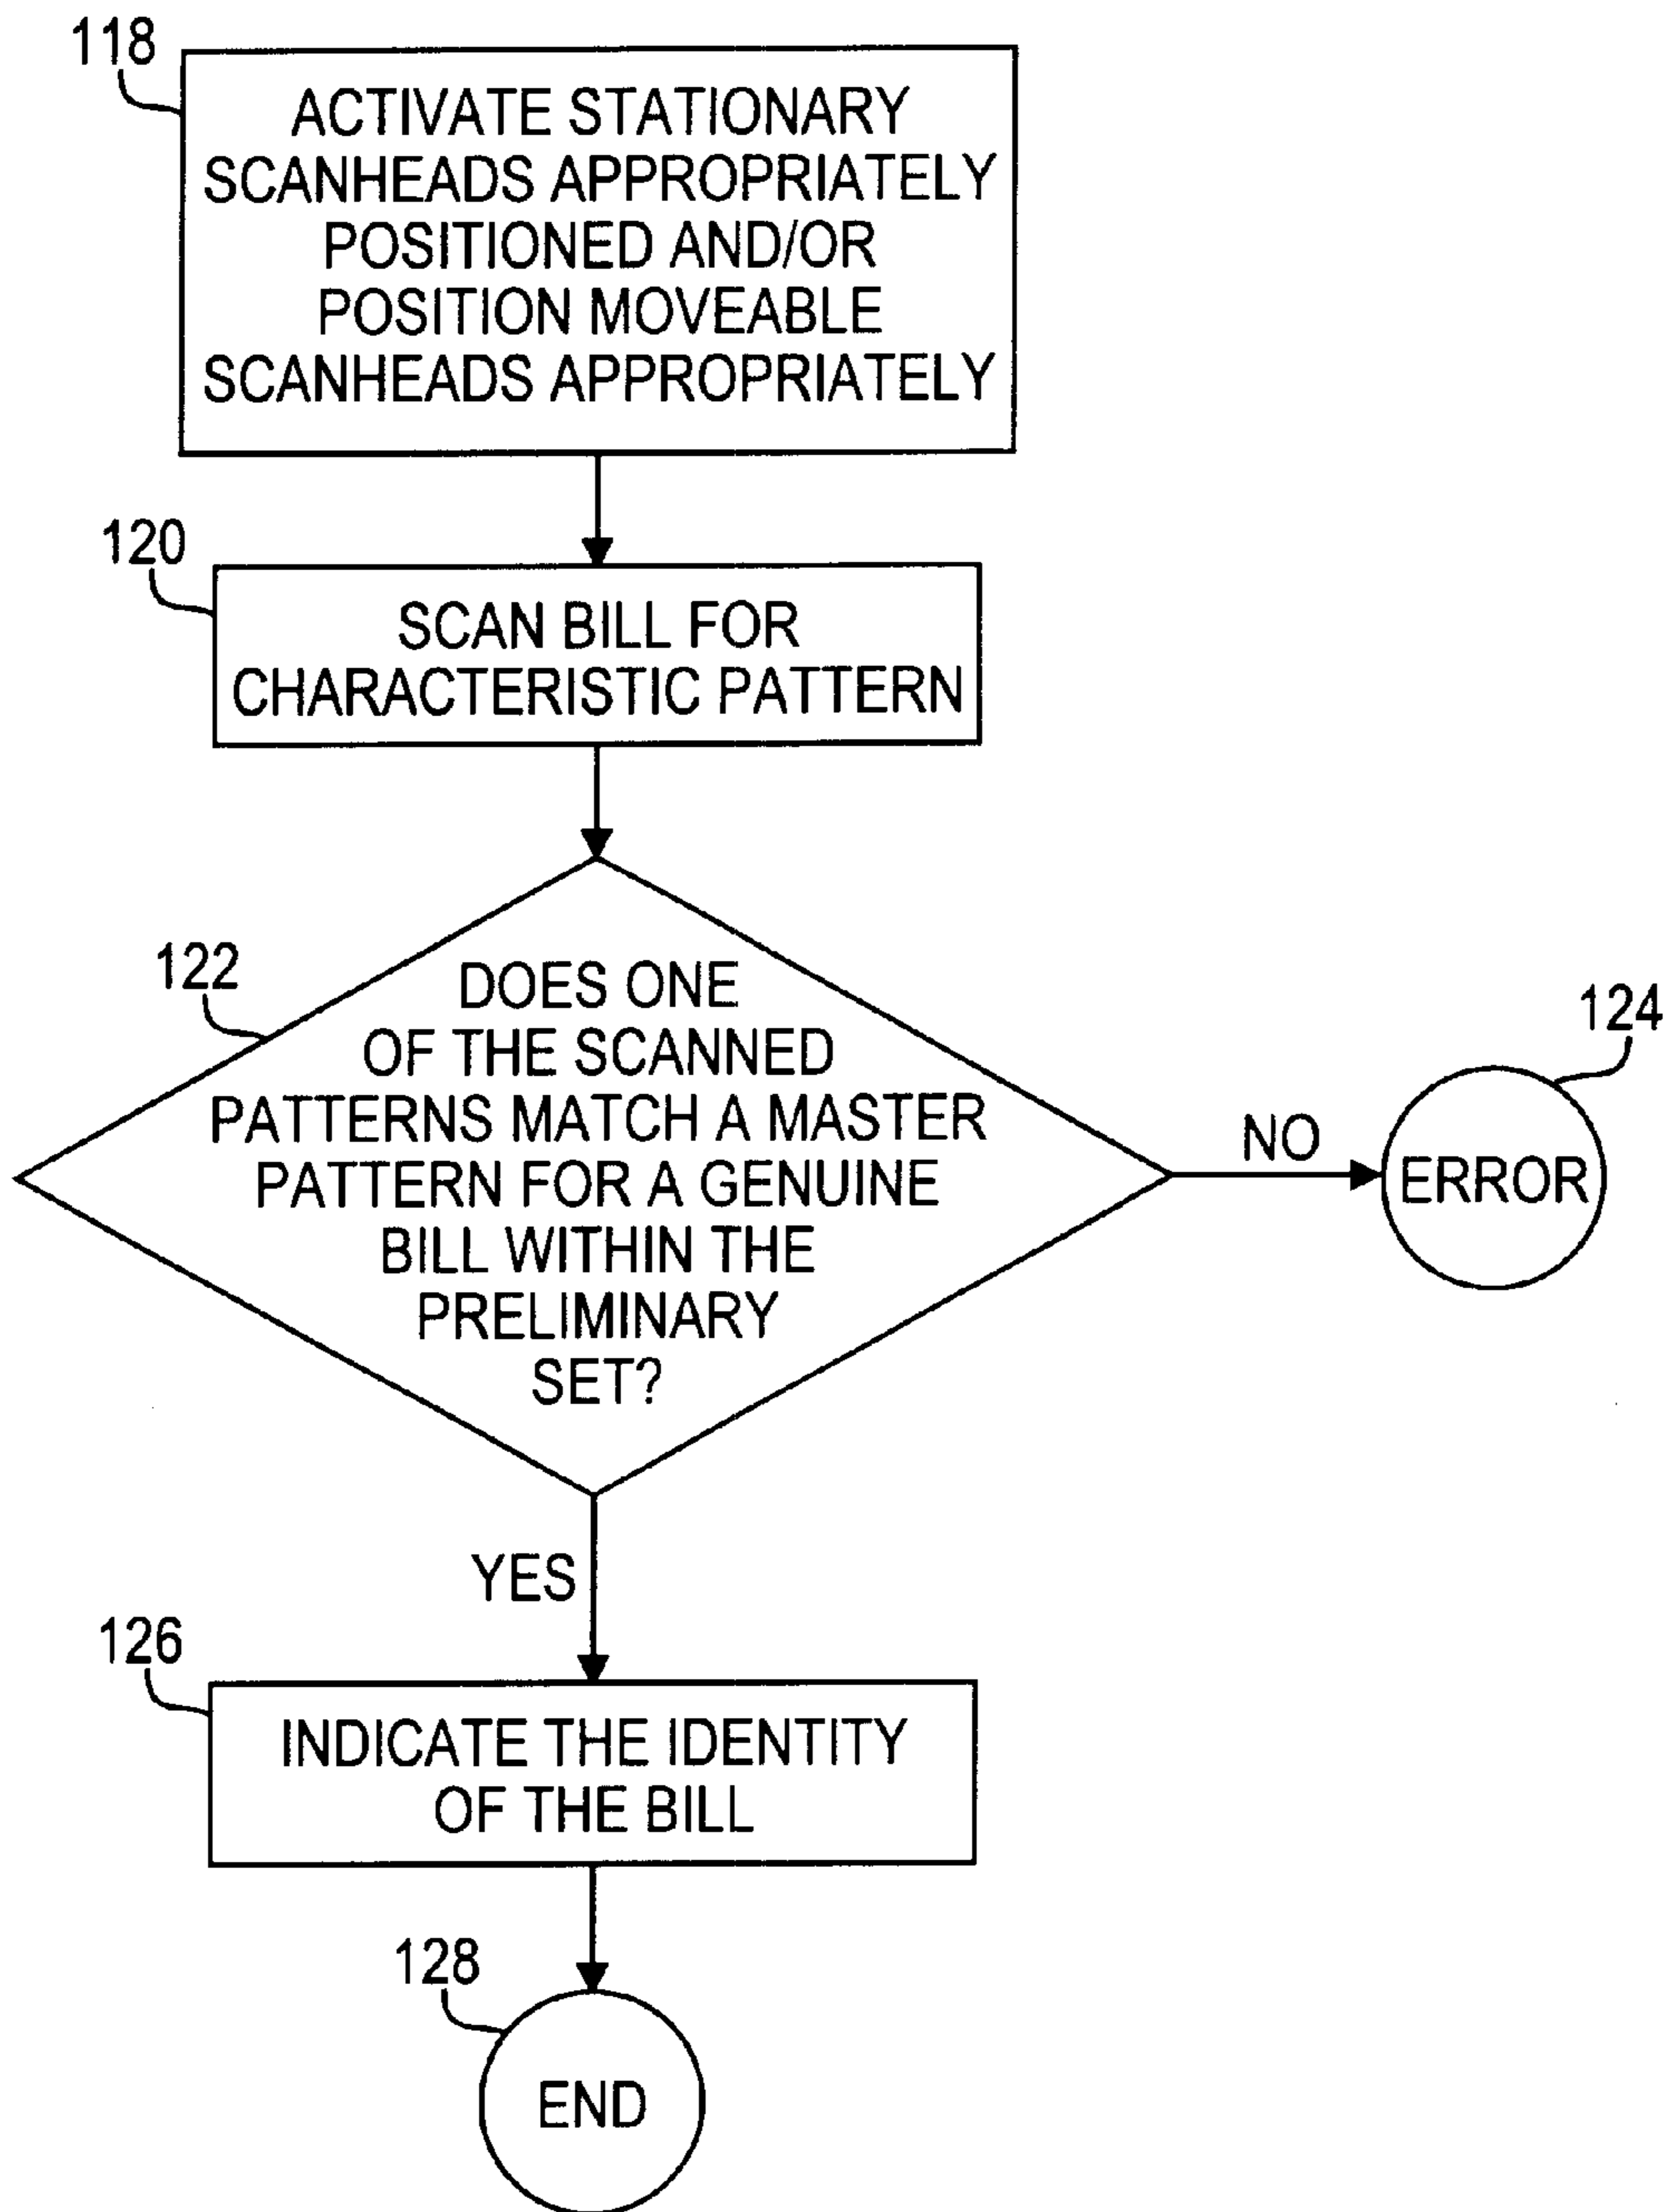 118
ACTIVATE STATIONARY
SCANHEADS APPROPRIATELY
POSITIONED AND/OR
POSITION MOVEABLE
SCANHEADS APPROPRIATELY
120
SCAN BILL FOR
CHARACTERISTIC PATTERN
122
DOES ONE
OF THE SCANNED
PATTERNS MATCH A MASTER
PATTERN FOR A GENUINE
BILL WITHIN THE
PRELIMINARY
SET?
NO
124
ERROR
YES
126
INDICATE THE IDENTITY
OF THE BILL
128
END